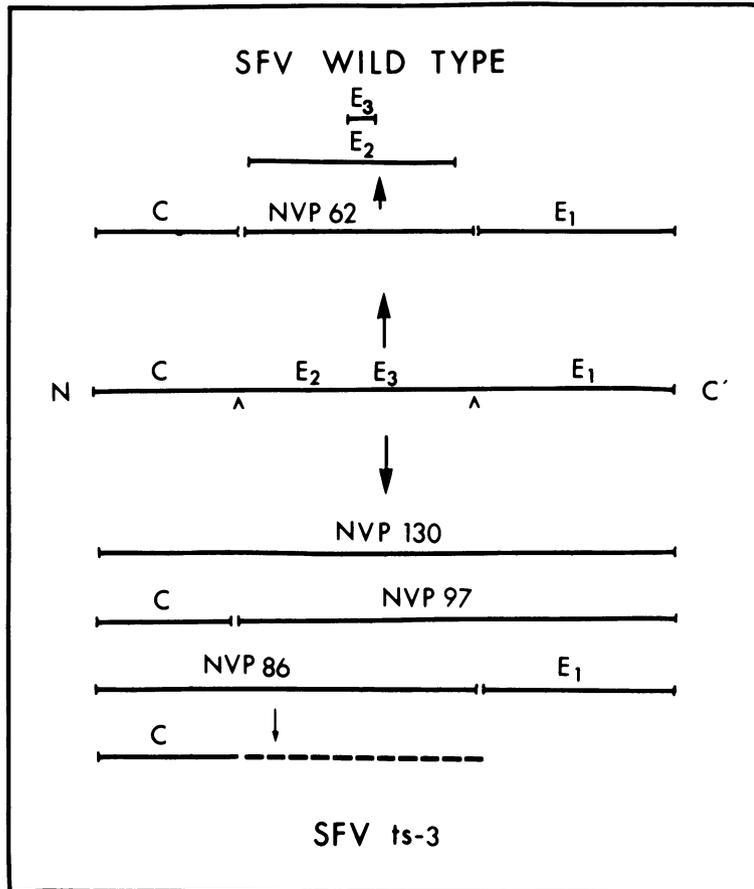 SFV WILD TYPE
E3
E2
C NVP 62 E1
N C E2 E3 E1 C´
^ ^
NVP 130
C NVP 97
NVP 86 E1
C
SFV ts-3